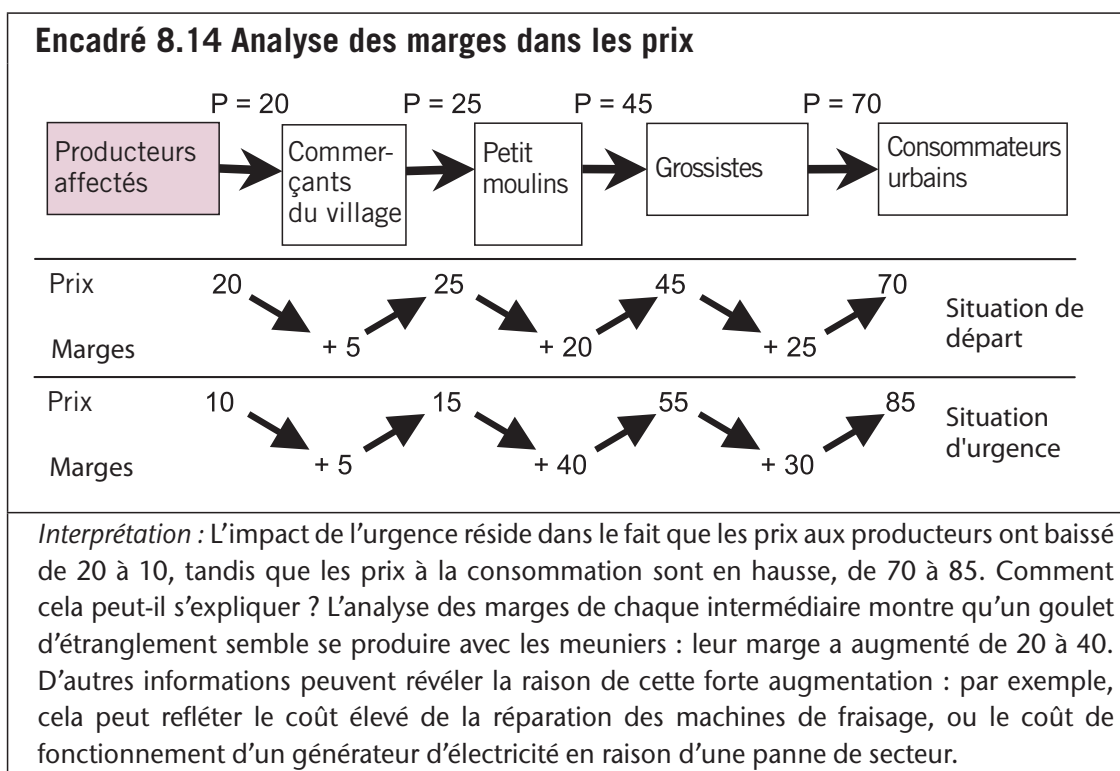 Encadré 8.14 Analyse des marges dans les prix
P = 20 P = 25 P = 45 P = 70
Producteurs
affectés
Commer-
çants
du village
Petit
moulins
Grossistes
Consommateurs
urbains
Prix 20 25 45 70
Marges + 5 + 20 + 25
Situation de
départ
Prix 10 15 55 85
Marges + 5 + 40 + 30
Situation
d'urgence
Interprétation : L’impact de l’urgence réside dans le fait que les prix aux producteurs ont baissé
de 20 à 10, tandis que les prix à la consommation sont en hausse, de 70 à 85. Comment
cela peut-il s’expliquer ? L’analyse des marges de chaque intermédiaire montre qu’un goulet
d’étranglement semble se produire avec les meuniers : leur marge a augmenté de 20 à 40.
D’autres informations peuvent révéler la raison de cette forte augmentation : par exemple,
cela peut refléter le coût élevé de la réparation des machines de fraisage, ou le coût de
fonctionnement d’un générateur d’électricité en raison d’une panne de secteur.